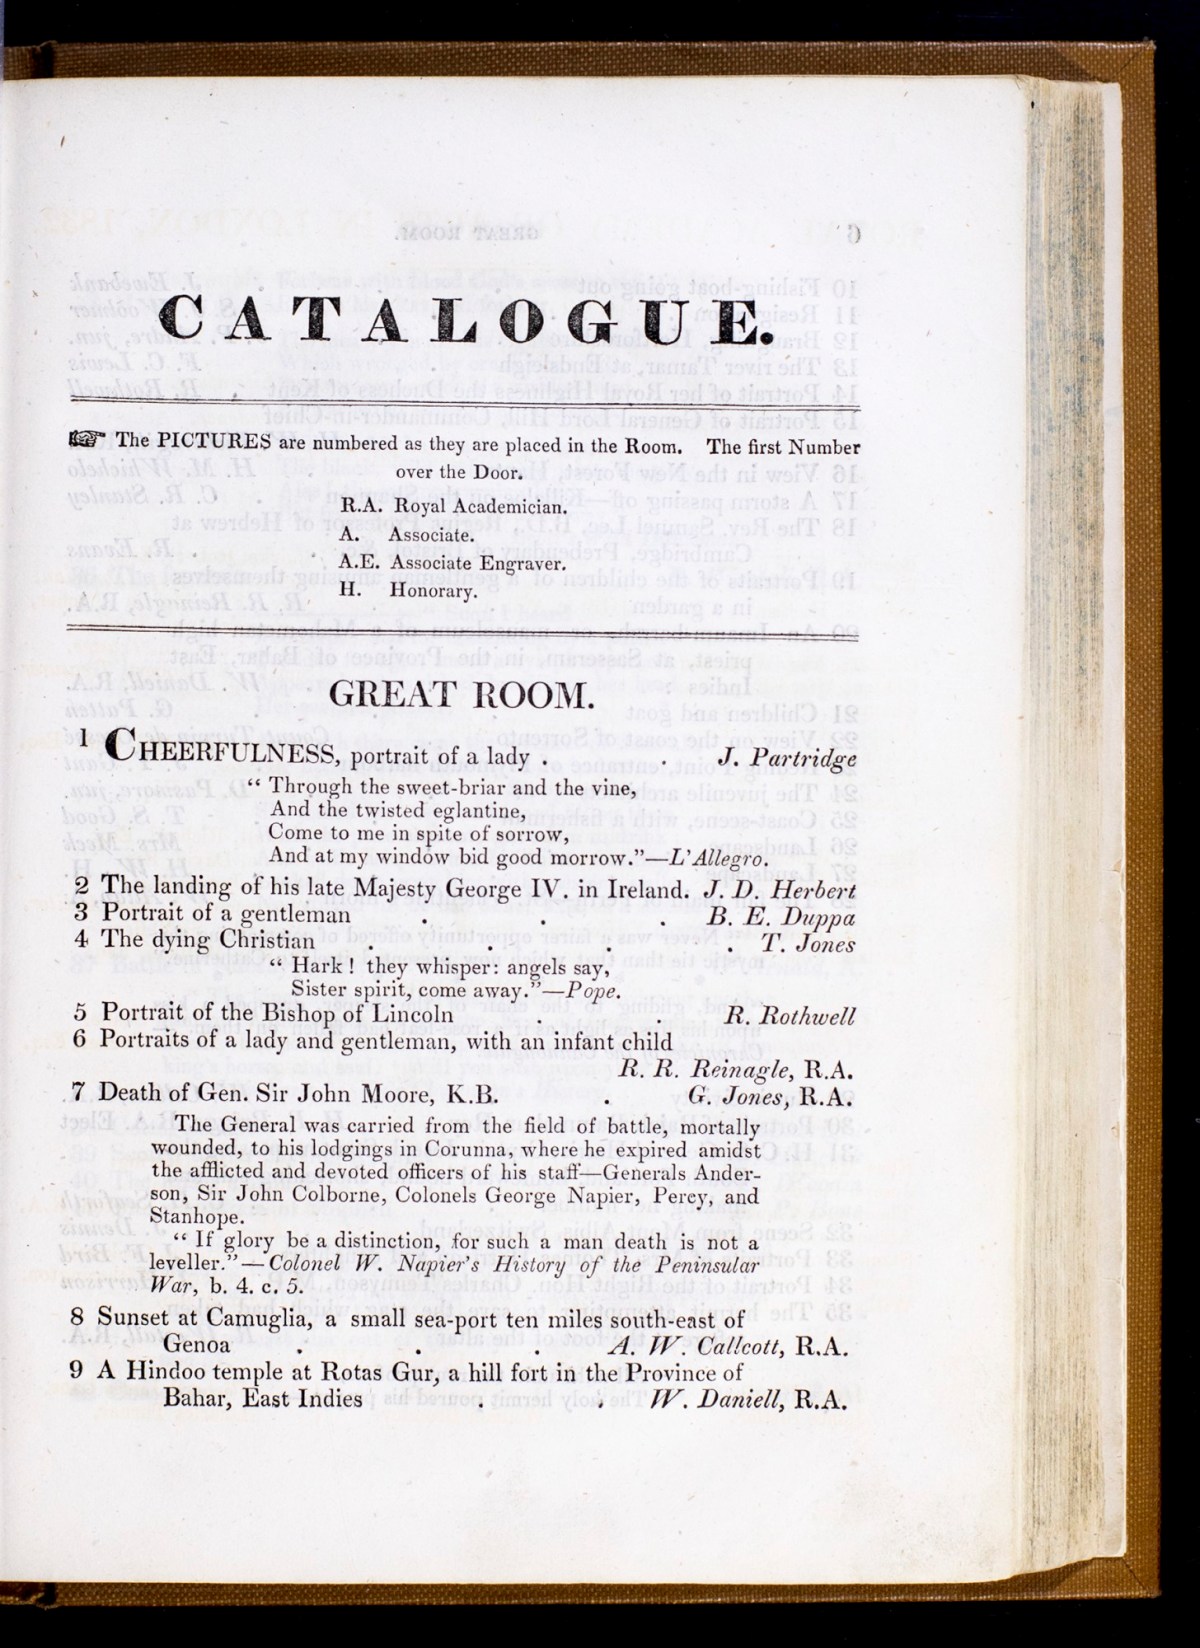 CATALOGUE.
☞ The PICTURES are numbered as they are placed in the Room. The first Number
over the Door.
R.A. Royal Academician.
A. Associate.
A.E. Associate Engraver.
H. Honorary.
GREAT ROOM.
1 CHEERFULNESS, portrait of a lady . . J. Partridge
“ Through the sweet-briar and the vine,
And the twisted eglantine,
Come to me in spite of sorrow,
And at my window bid good morrow.”—L'Allegro.
2 The landing of his late Majesty George IV. in Ireland. J. D. Herbert
3 Portrait of a gentleman . . . B. E. Duppa
4 The dying Christian . . . . T. Jones
“ Hark ! they whisper: angels say,
Sister spirit, come away.”—Pope.
5 Portrait of the Bishop of Lincoln . . R. Rothwell
6 Portraits of a lady and gentleman, with an infant child
R. R. Reinagle, R.A.
7 Death of Gen. Sir John Moore, K.B. . G. Jones, R.A.
The General was carried from the field of battle, mortally
wounded, to his lodgings in Corunna, where he expired amidst
the afflicted and devoted officers of his staff—Generals Ander-
son, Sir John Colborne, Colonels George Napier, Percy, and
Stanhope.
“ If glory be a distinction, for such a man death is not a
leveller.”—Colonel W. Napier's History of the Peninsular
War, b. 4. c. 5.
8 Sunset at Camuglia, a small sea-port ten miles south-east of
Genoa . . . A. W. Callcott, R.A.
9 A Hindoo temple at Rotas Gur, a hill fort in the Province of
Bahar, East Indies . . W. Daniell, R.A.